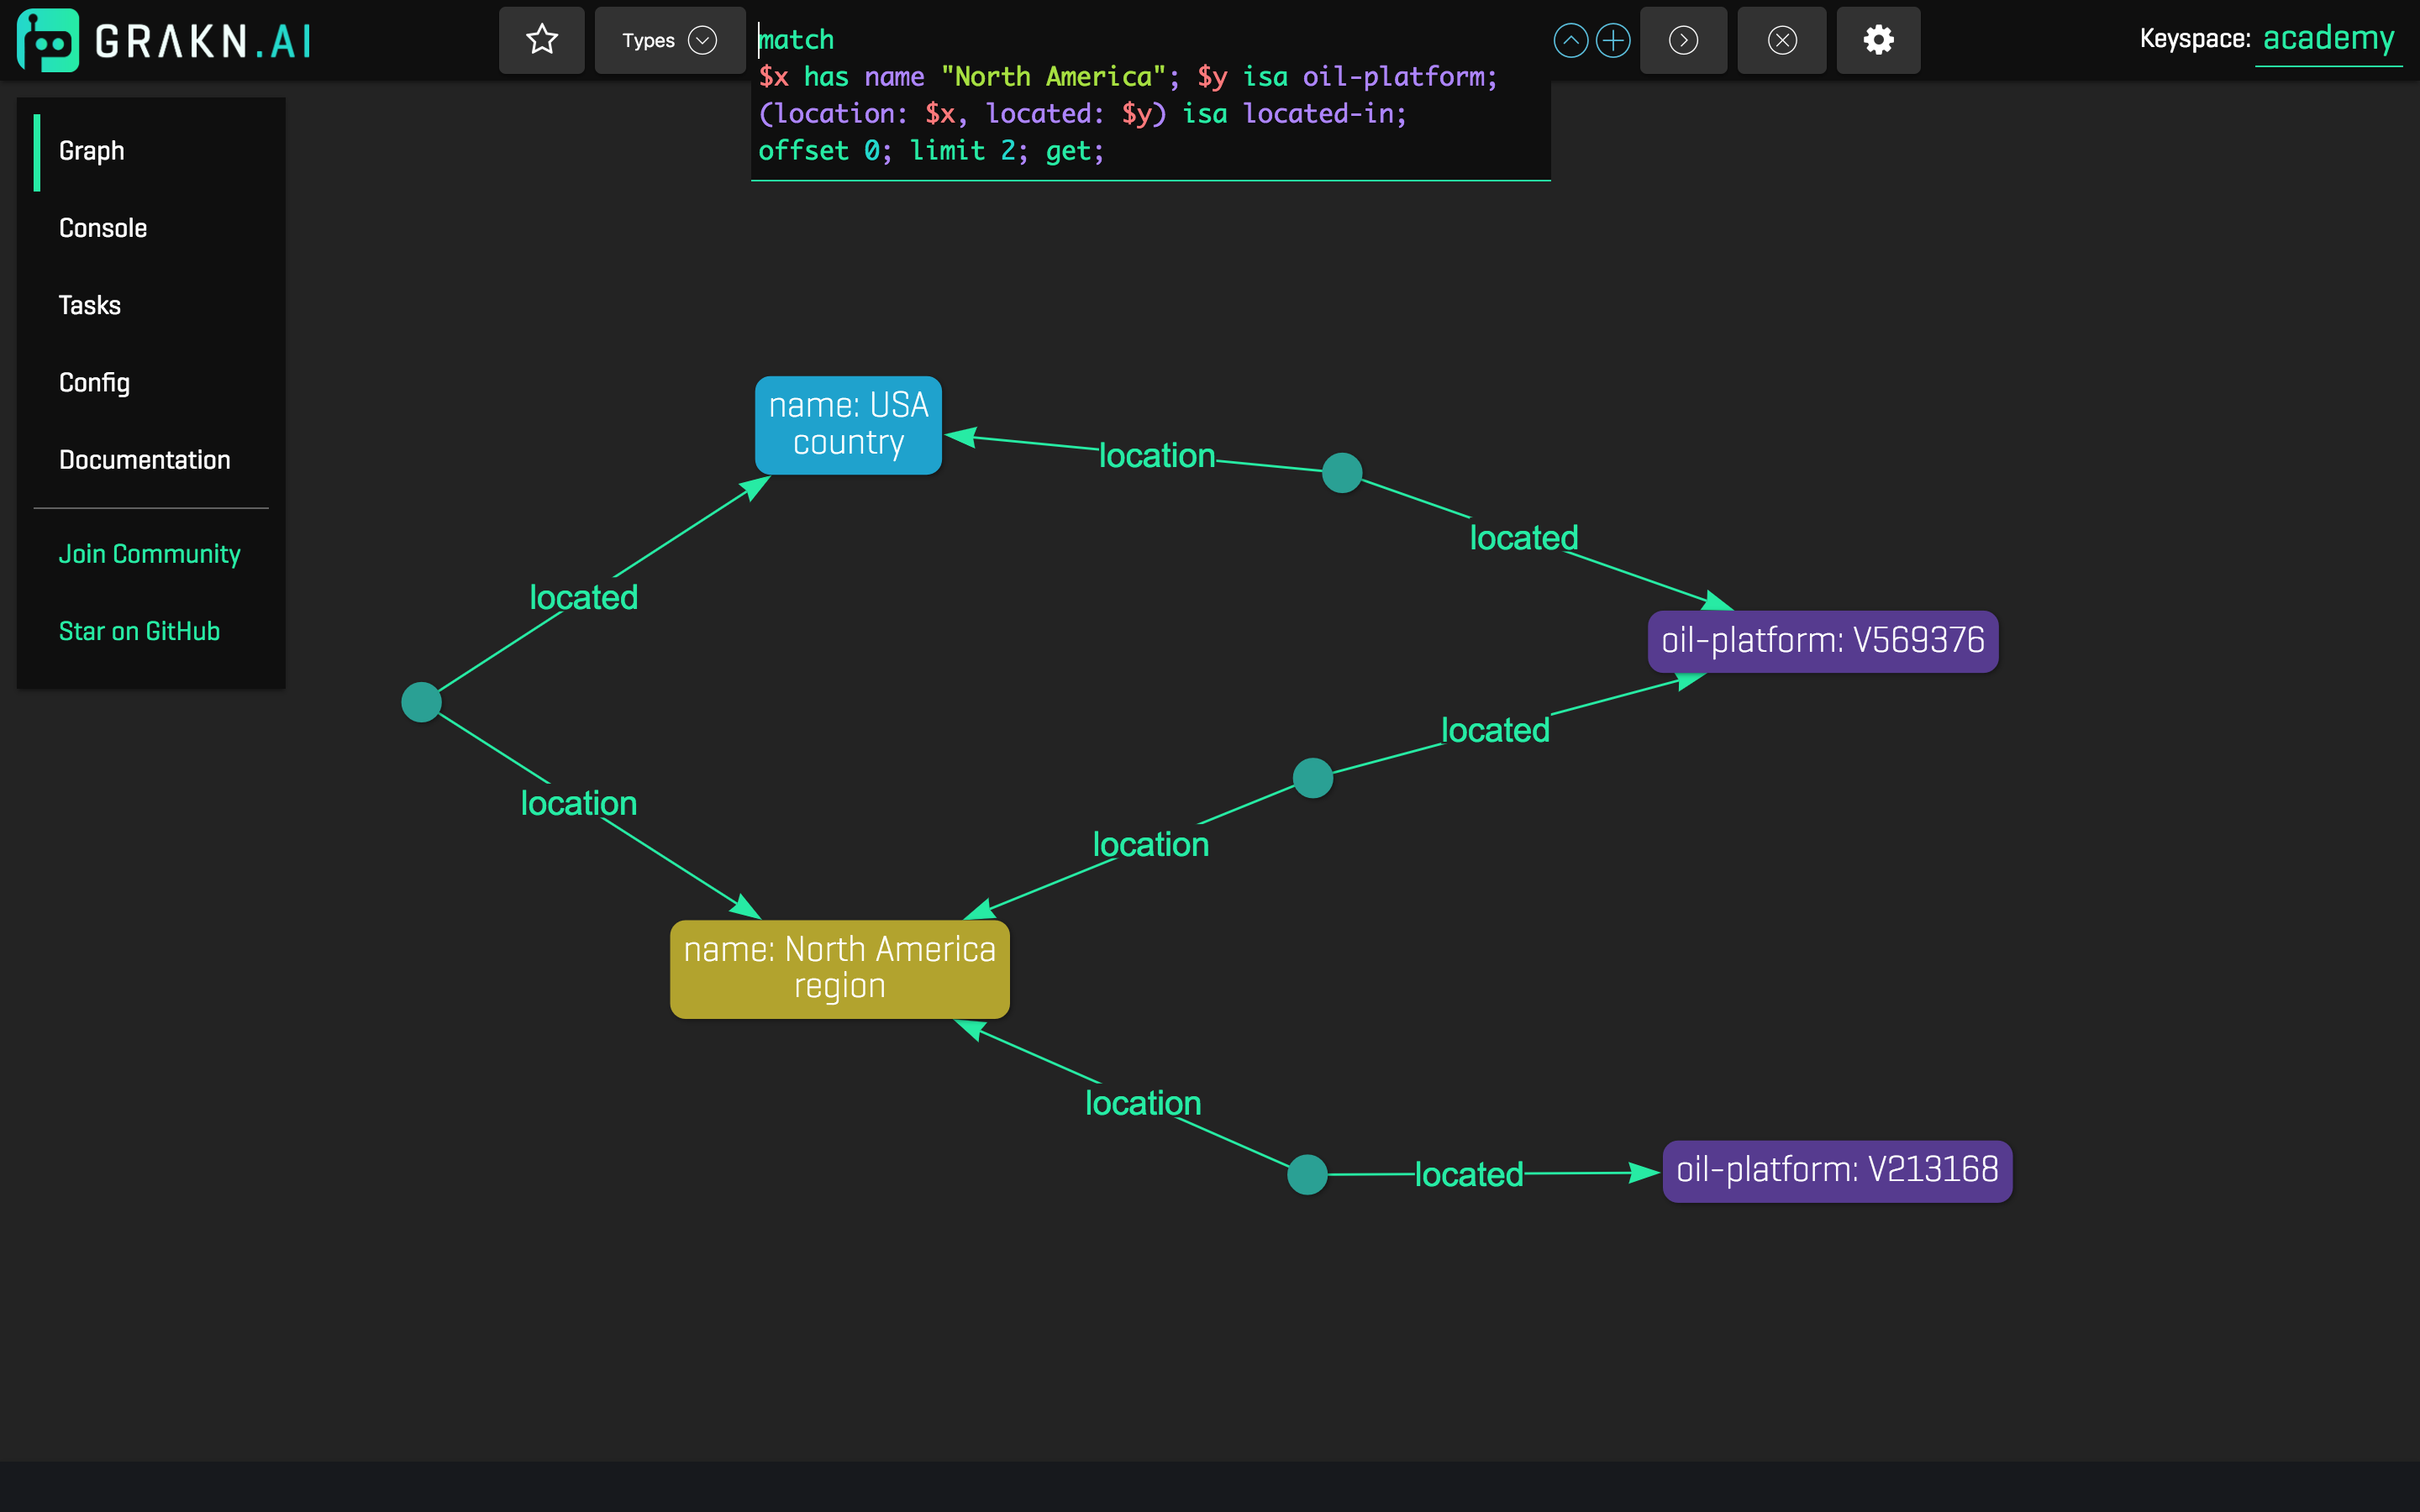 GRAKN.AI
Types
match
$x has name "North America"; $y isa oil-platform;
(location: $x, located: $y) isa located-in;
offset 0; limit 2; get;
Keyspace: academy
Graph
Console
Tasks
Config
Documentation
Join Community
Star on GitHub
name: USA
country
location
located
located
oil-platform: V569376
located
location
location
name: North America
region
location
located
oil-platform: V213168